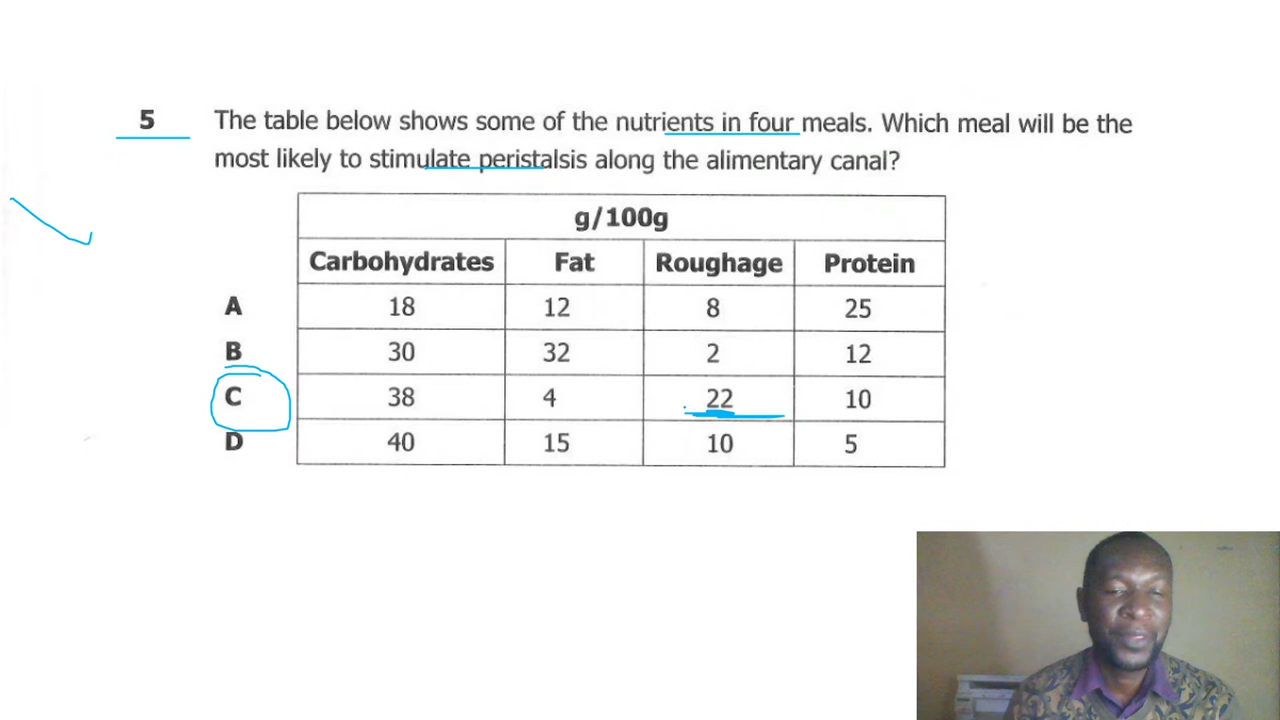 5 The table below shows some of the nutrients in four meals. Which meal will be the
most likely to stimulate peristalsis along the alimentary canal?
g/100g
Carbohydrates Fat Roughage Protein
A 18 12 8 25
B 30 32 2 12
C 38 4 22 10
D 40 15 10 5